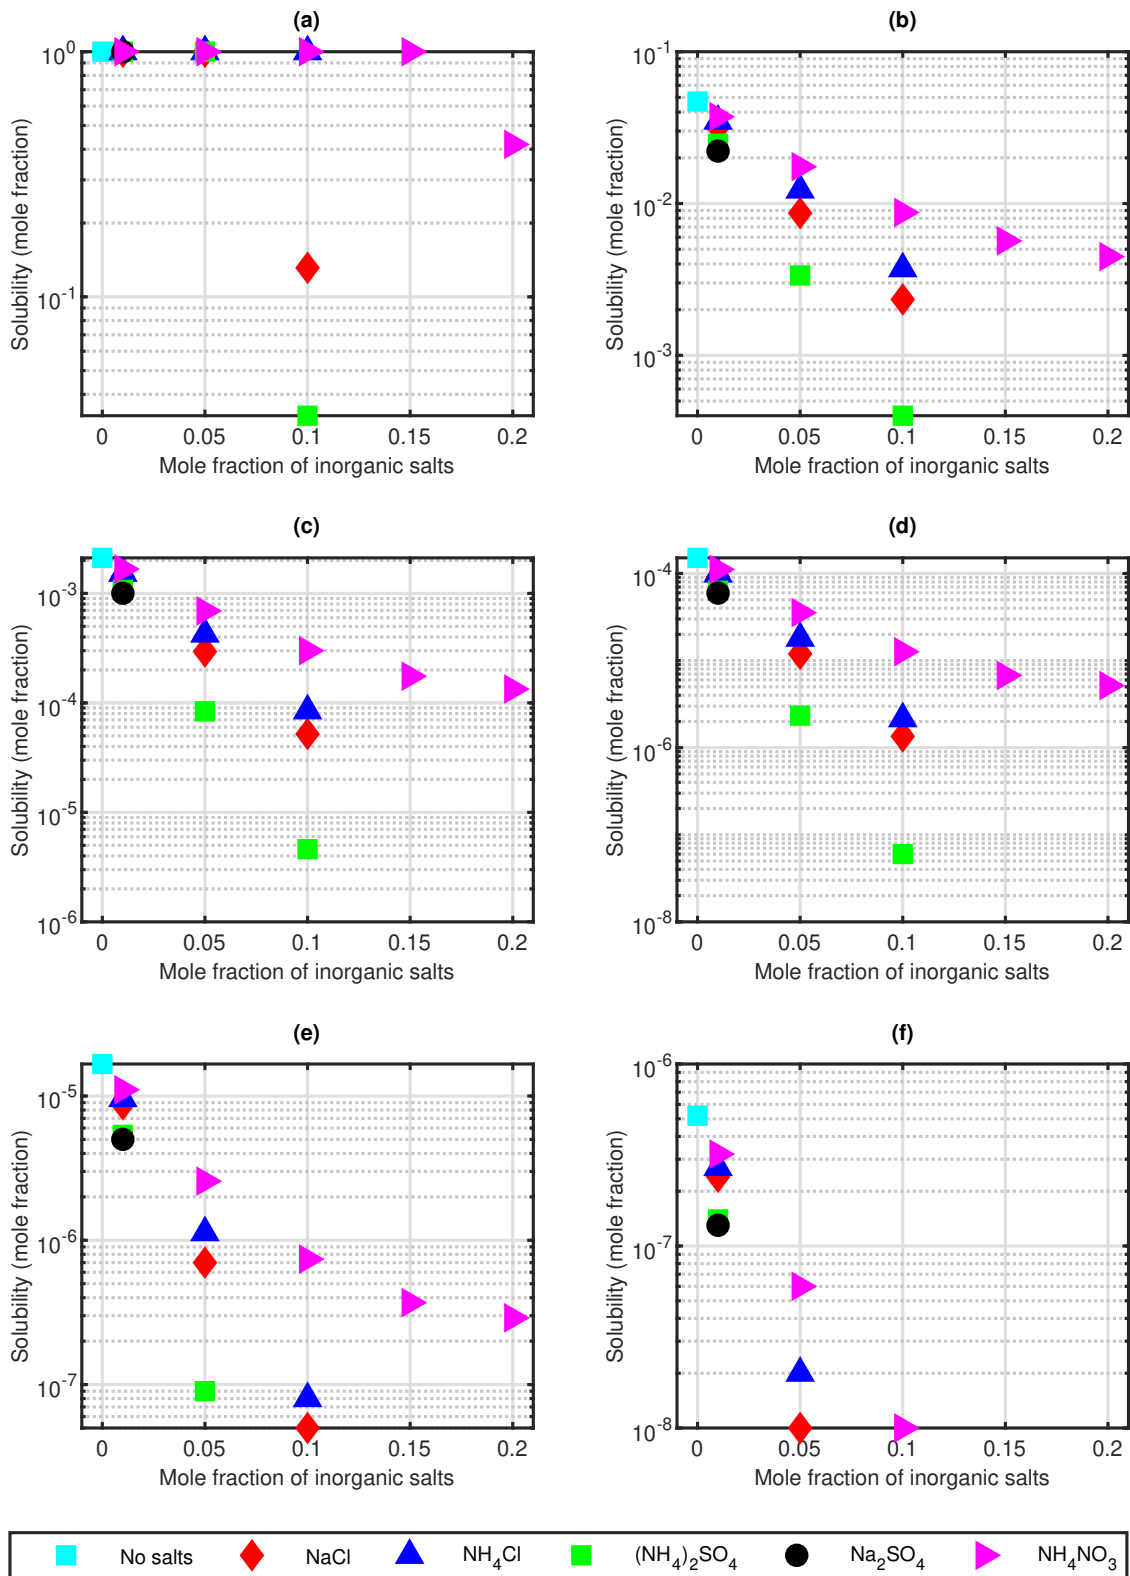 (a)
Solubility (mole fraction)
10^0
10^-1
0 0.05 0.1 0.15 0.2
Mole fraction of inorganic salts
(b)
Solubility (mole fraction)
10^-1
10^-2
10^-3
0 0.05 0.1 0.15 0.2
Mole fraction of inorganic salts
(c)
Solubility (mole fraction)
10^-3
10^-4
10^-5
10^-6
0 0.05 0.1 0.15 0.2
Mole fraction of inorganic salts
(d)
Solubility (mole fraction)
10^-4
10^-6
10^-8
0 0.05 0.1 0.15 0.2
Mole fraction of inorganic salts
(e)
Solubility (mole fraction)
10^-5
10^-6
10^-7
0 0.05 0.1 0.15 0.2
Mole fraction of inorganic salts
(f)
Solubility (mole fraction)
10^-6
10^-7
10^-8
0 0.05 0.1 0.15 0.2
Mole fraction of inorganic salts
No salts NaCl NH₄Cl (NH₄)₂SO₄ Na₂SO₄ NH₄NO₃